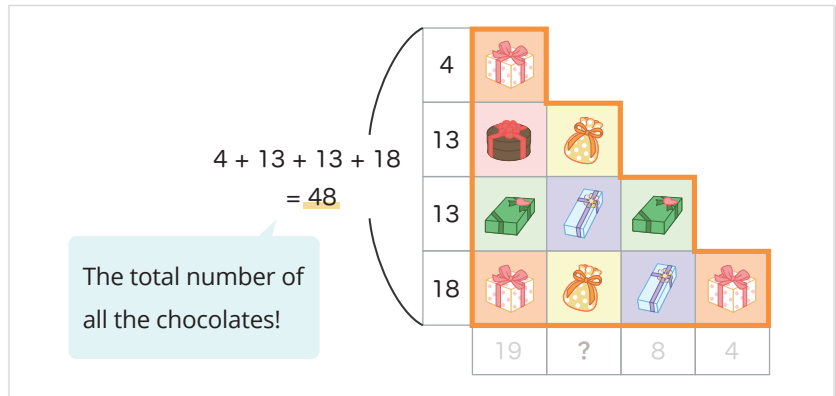 4
13
4 + 13 + 13 + 18
= 48
13
18
The total number of
all the chocolates!
19 ? 8 4